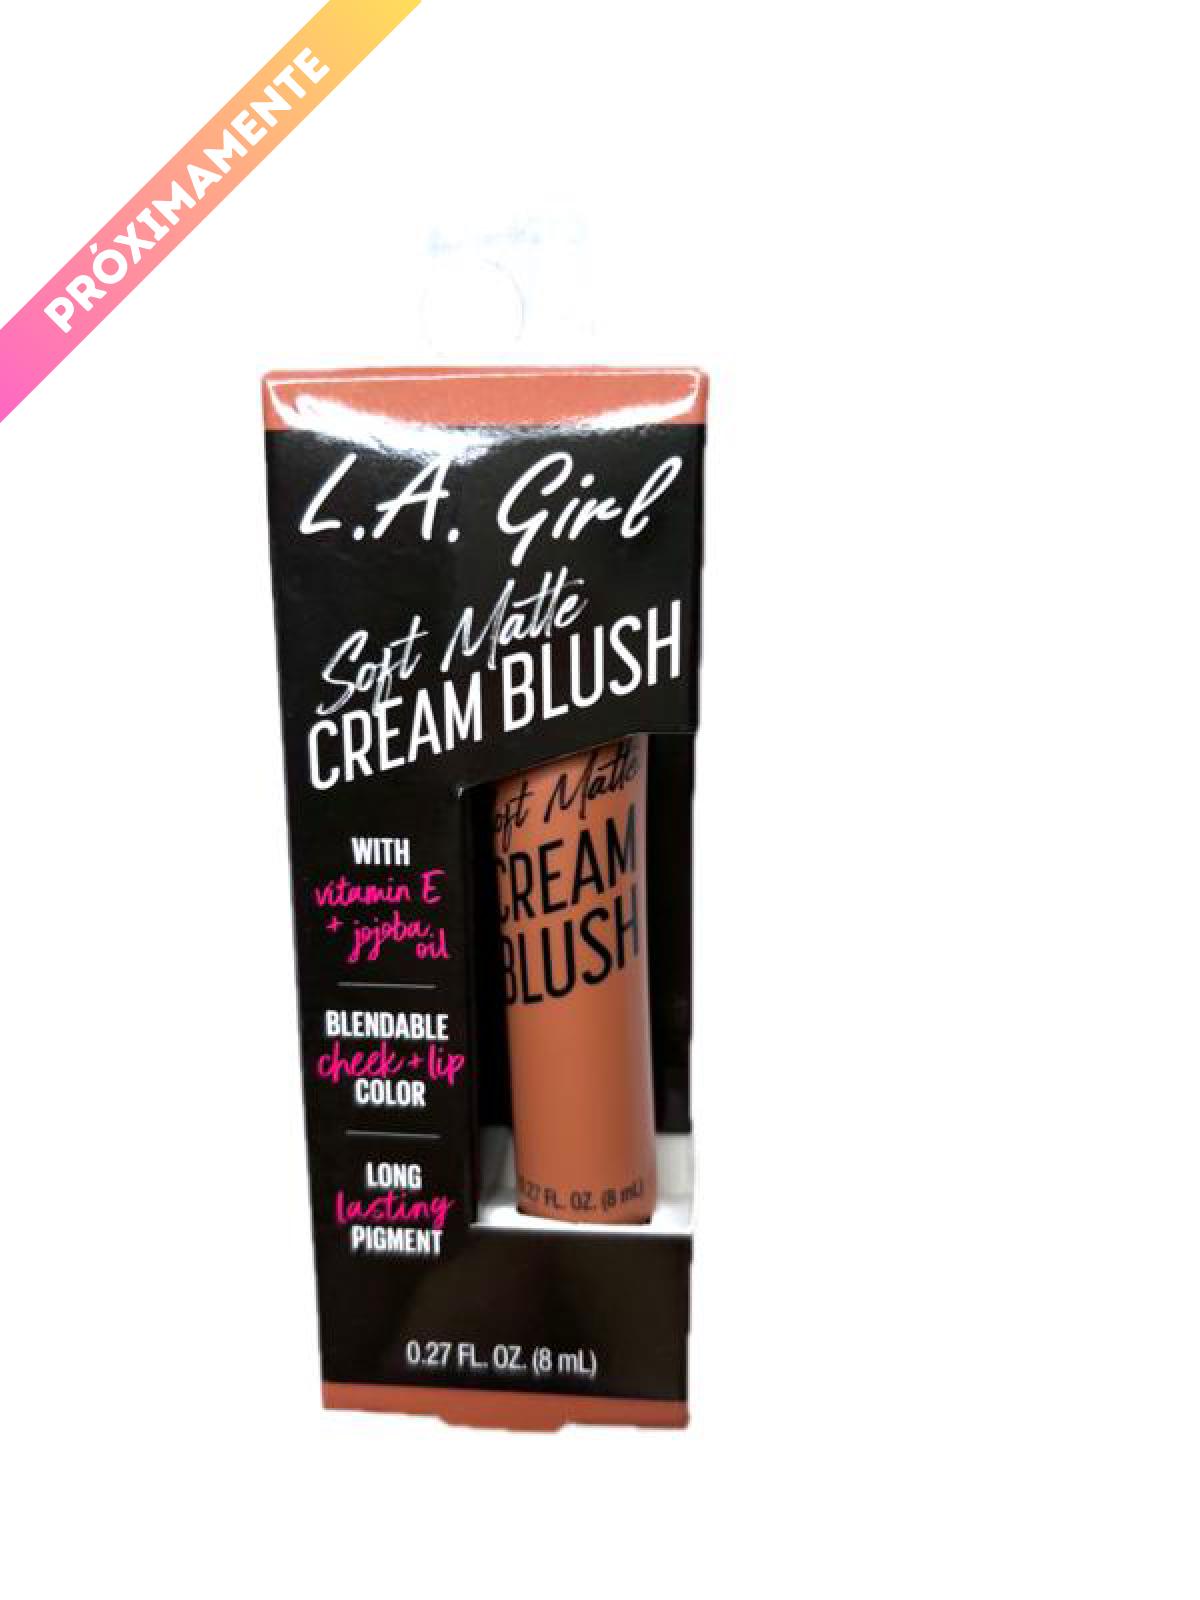 PRÓXIMAMENTE
L.A. Girl
Soft Matte
CREAM BLUSH
WITH
vitamin E
+ jojoba
oil
BLENDABLE
cheek + lip
COLOR
LONG
lasting
PIGMENT
0.27 FL. OZ. (8 mL)
oft Matte
CREAM
BLUSH
0.27 FL. OZ. (8 mL)